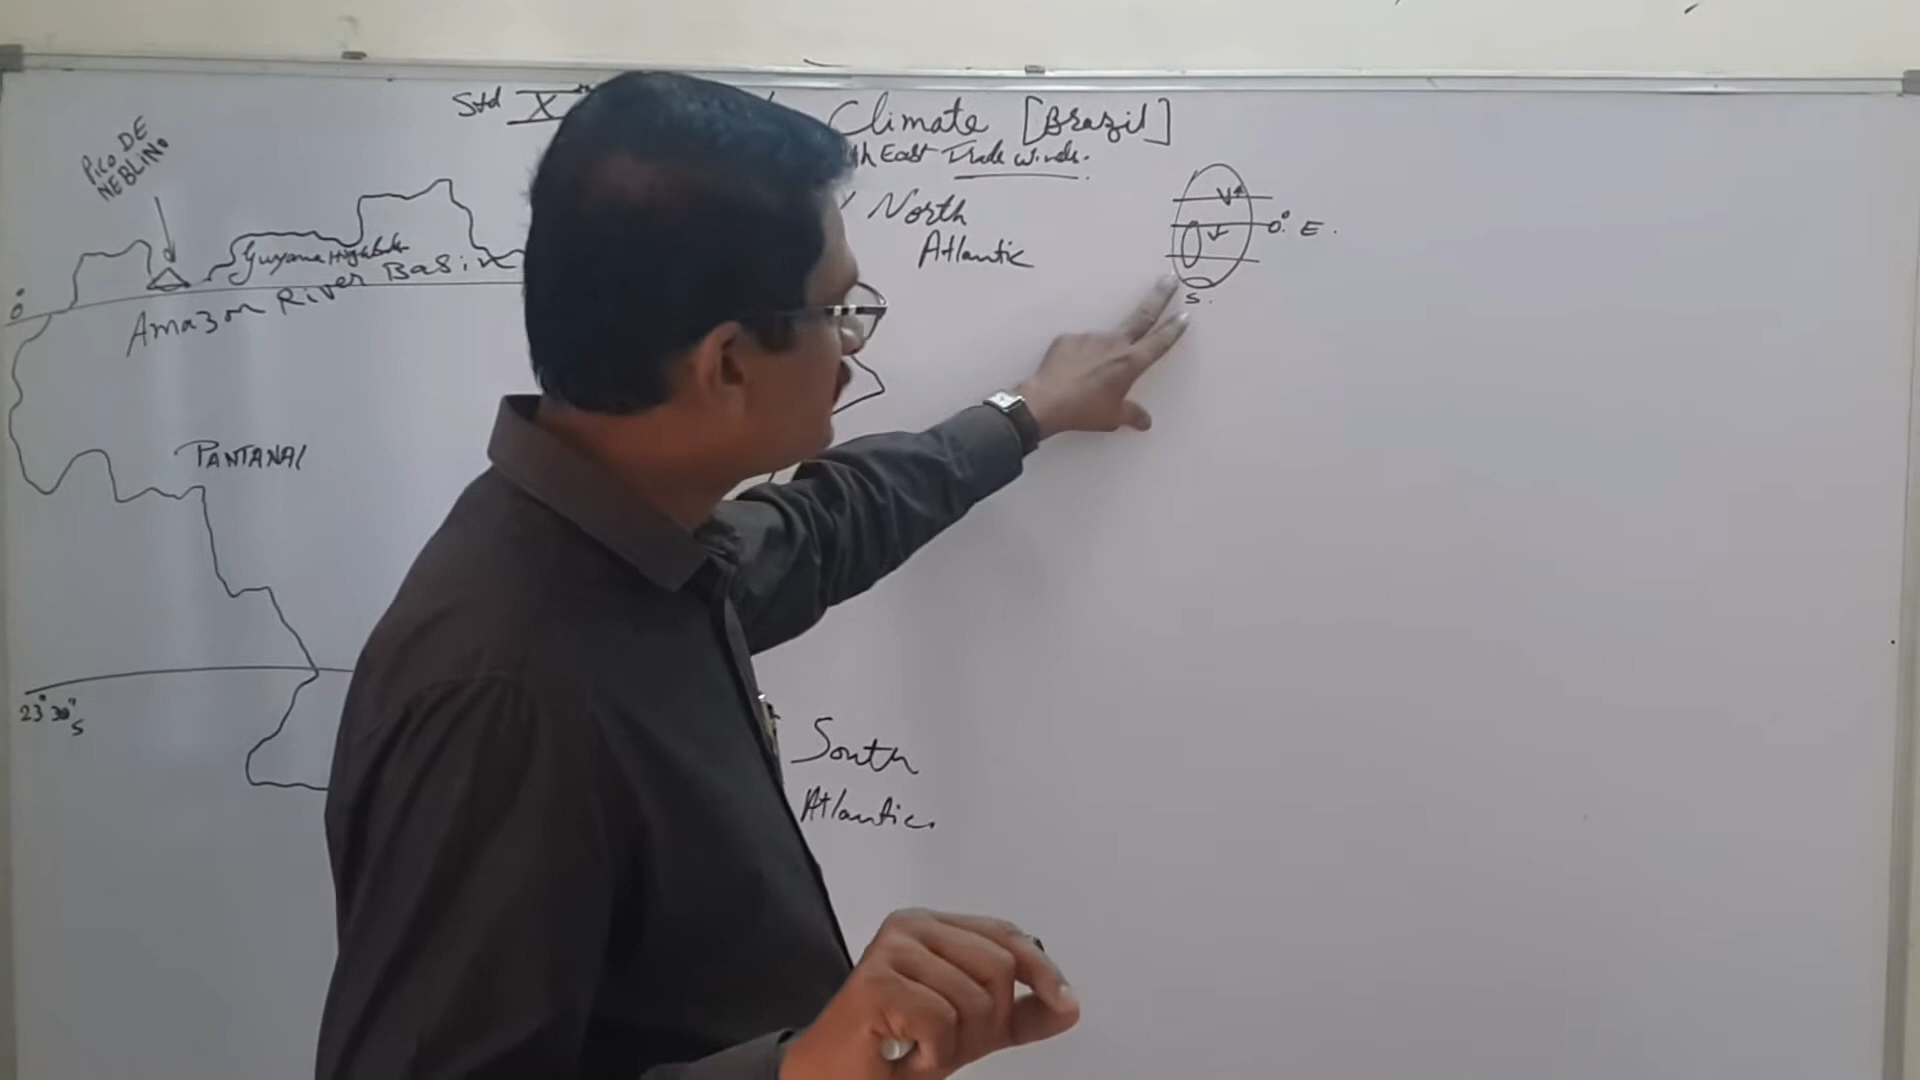 Std X
Climate [Brazil]
East Trade winds.
PICO DE
NEBLINO
North
Atlantic
Guyana Highlands
0°
Amazon River Basin
0° E.
S.
PANTANAL
23° 30" S
South
Atlantic